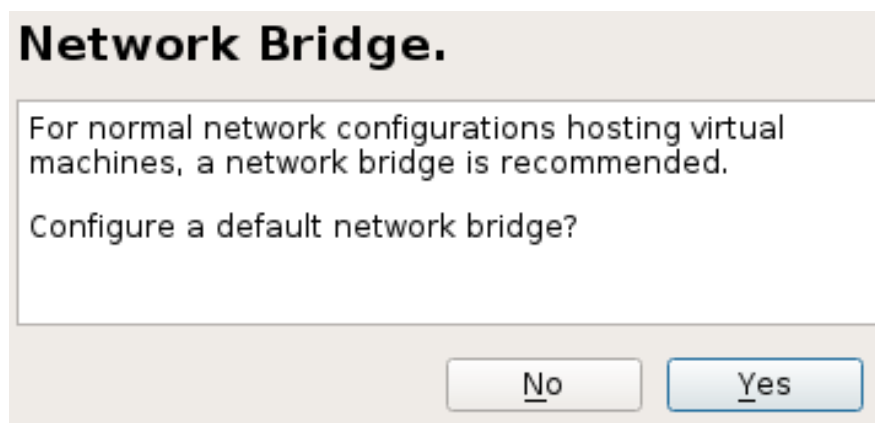 Network Bridge.
For normal network configurations hosting virtual
machines, a network bridge is recommended.
Configure a default network bridge?
No
Yes